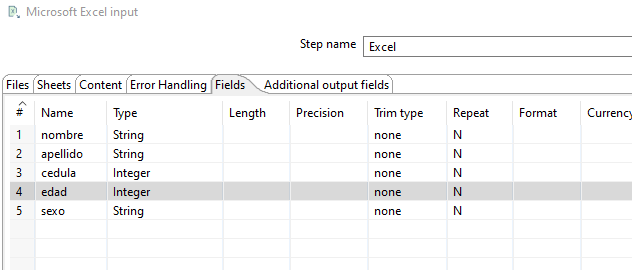 Microsoft Excel input
Step name Excel
Files Sheets Content Error Handling Fields Additional output fields
# Name Type Length Precision Trim type Repeat Format Currency
1 nombre String none N
2 apellido String none N
3 cedula Integer none N
4 edad Integer none N
5 sexo String none N